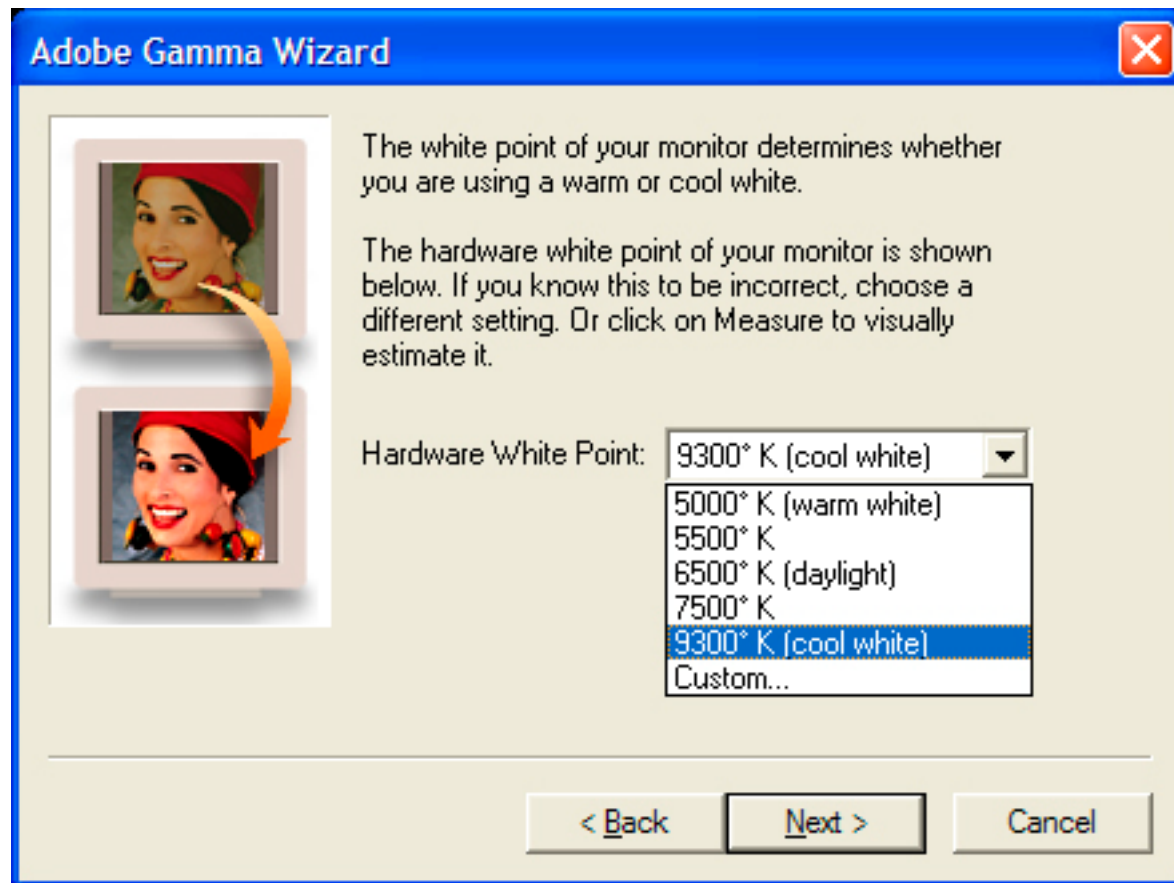 Adobe Gamma Wizard
The white point of your monitor determines whether
you are using a warm or cool white.
The hardware white point of your monitor is shown
below. If you know this to be incorrect, choose a
different setting. Or click on Measure to visually
estimate it.
Hardware White Point: 9300° K (cool white)
5000° K (warm white)
5500° K
6500° K (daylight)
7500° K
9300° K (cool white)
Custom...
< Back Next > Cancel